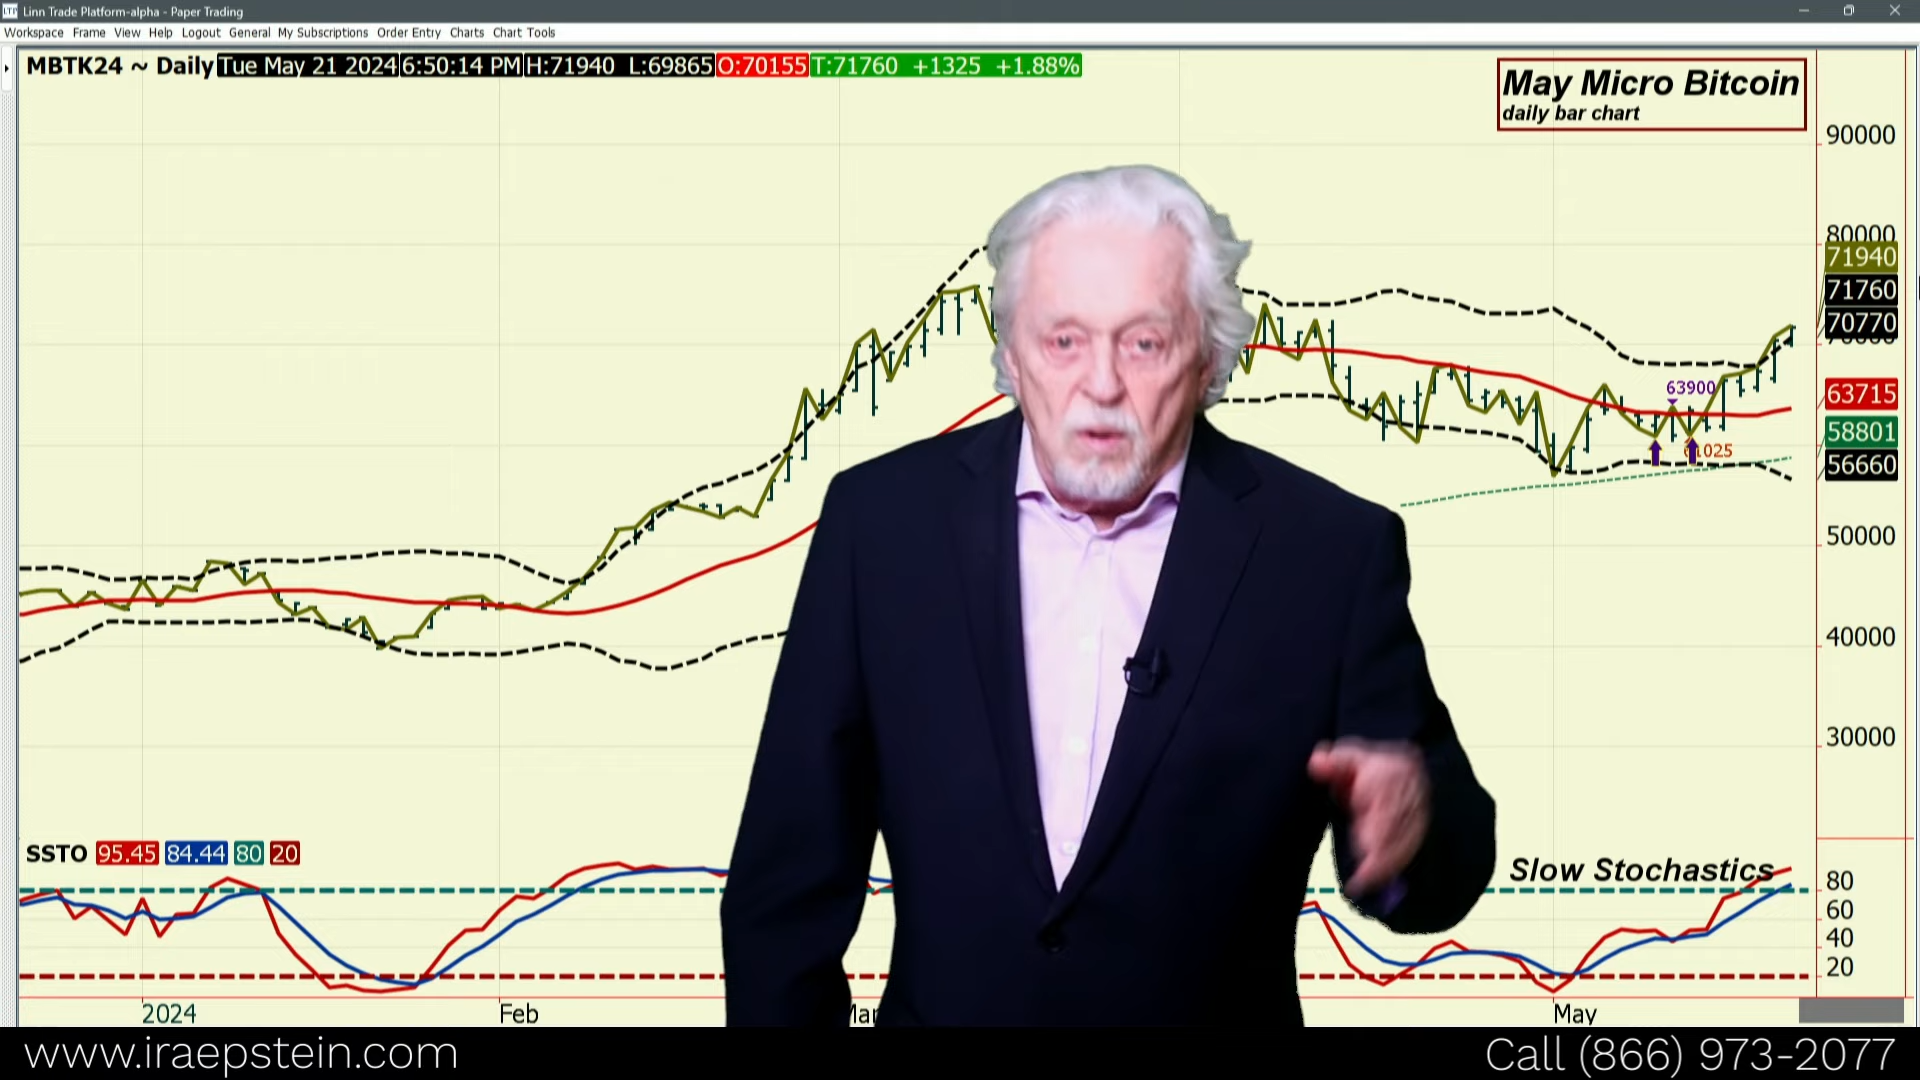 LTP Linn Trade Platform-alpha - Paper Trading
Workspace Frame View Help Logout General My Subscriptions Order Entry Charts Chart Tools
MBTK24 ~ Daily Tue May 21 2024 6:50:14 PM H:71940 L:69865 O:70155 T:71760 +1325 +1.88%
May Micro Bitcoin
daily bar chart
90000
80000
71940
71760
70770
70000
63900
63715
58801
1025
56660
50000
40000
30000
SSTO 95.45 84.44 80 20
Slow Stochastics
80
60
40
20
2024 Feb Mar May
www.iraepstein.com Call (866) 973-2077